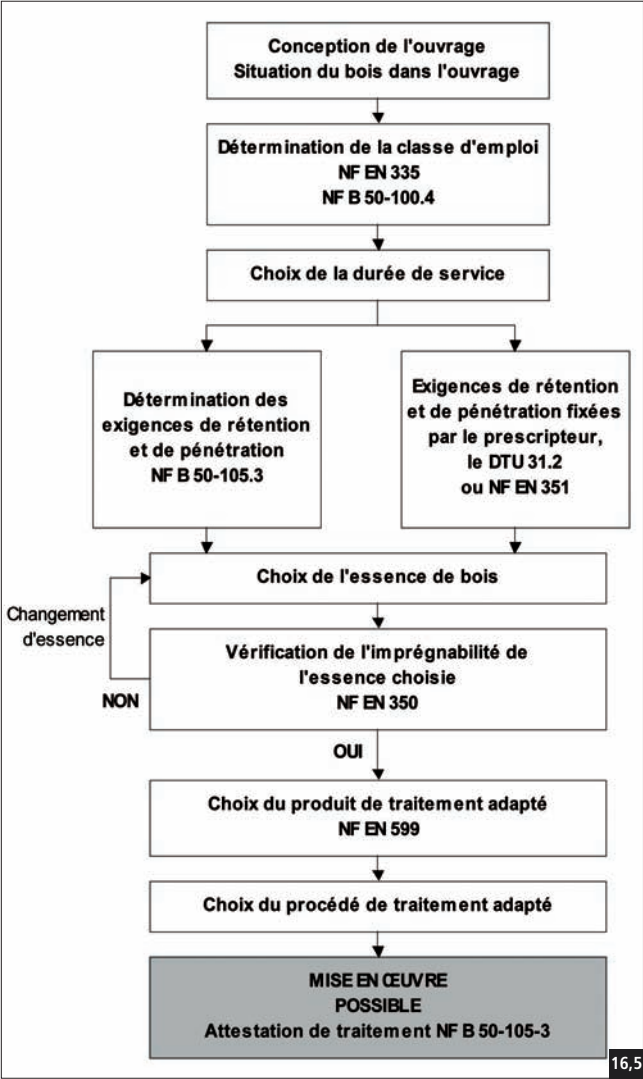 Conception de l'ouvrage
Situation du bois dans l'ouvrage
Détermination de la classe d'emploi
NF EN 335
NF B 50-100.4
Choix de la durée de service
Détermination des
exigences de rétention
et de pénétration
NF B 50-105.3
Exigences de rétention
et de pénétration fixées
par le prescripteur,
le DTU 31.2
ou NF EN 351
Choix de l'essence de bois
Changement
d'essence
Vérification de l'imprégnabilité de
l'essence choisie
NF EN 350
NON
OUI
Choix du produit de traitement adapté
NF EN 599
Choix du procédé de traitement adapté
MISE EN ŒUVRE
POSSIBLE
Attestation de traitement NF B 50-105-3
16,5